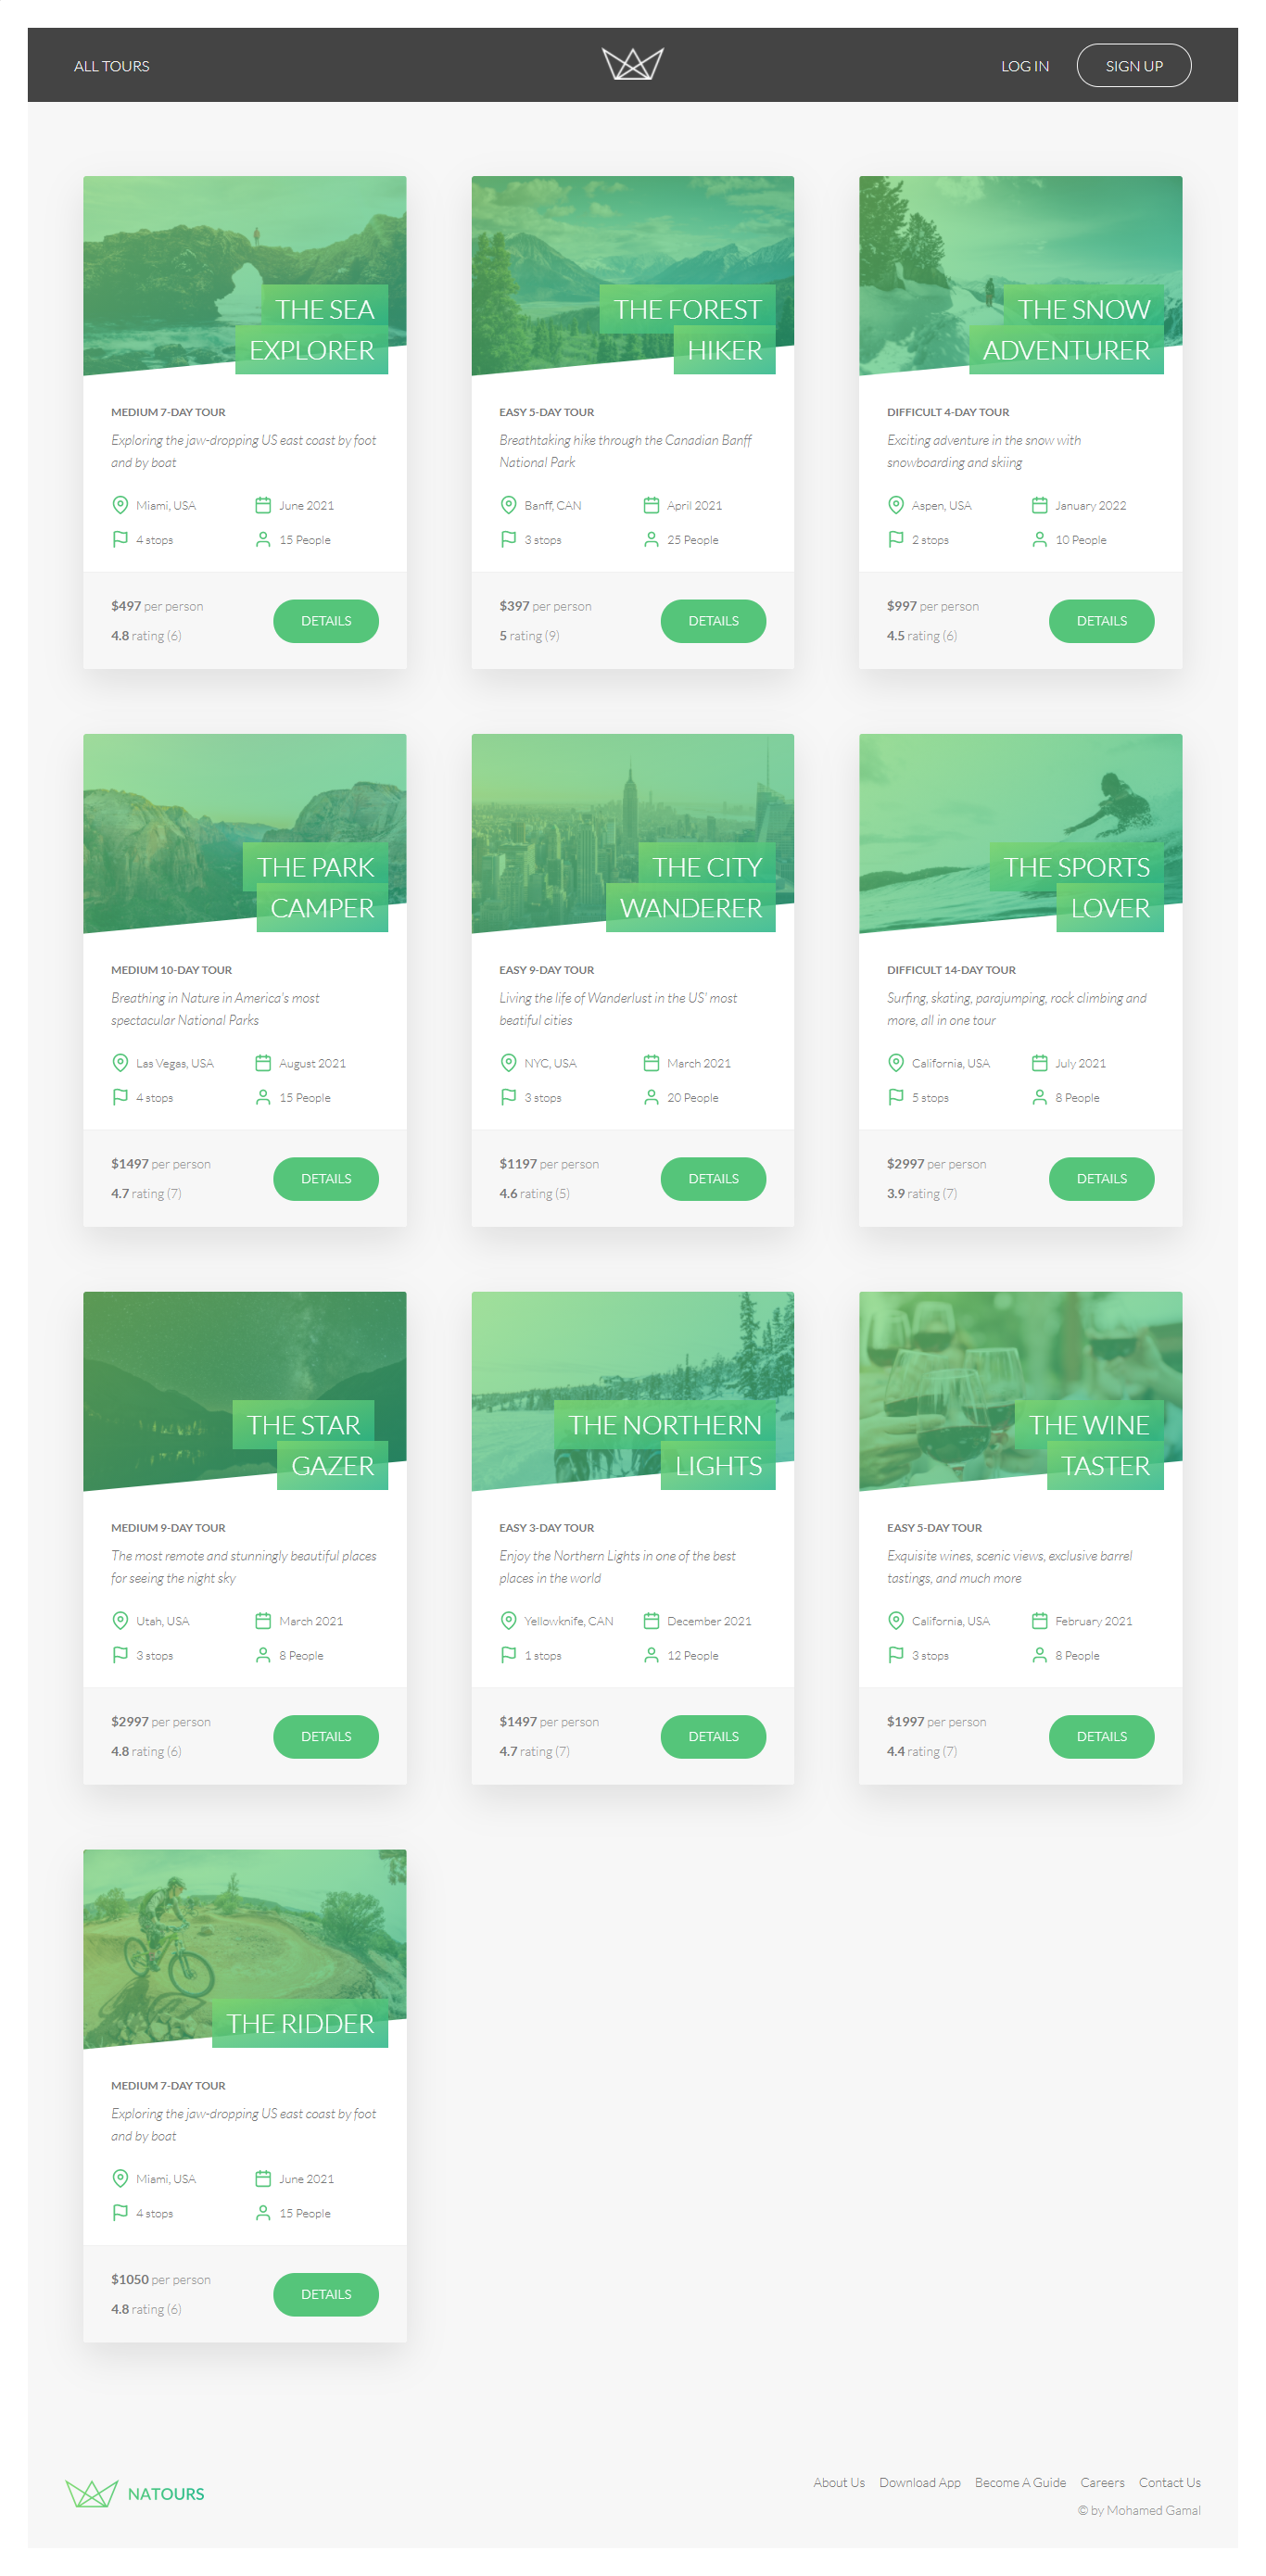 ALL TOURS
LOG IN
SIGN UP
THE SEA
EXPLORER
MEDIUM 7-DAY TOUR
Exploring the jaw-dropping US east coast by foot
and by boat
Miami, USA
June 2021
4 stops
15 People
$497 per person
4.8 rating (6)
DETAILS
THE FOREST
HIKER
EASY 5-DAY TOUR
Breathtaking hike through the Canadian Banff
National Park
Banff, CAN
April 2021
3 stops
25 People
$397 per person
5 rating (9)
DETAILS
THE SNOW
ADVENTURER
DIFFICULT 4-DAY TOUR
Exciting adventure in the snow with
snowboarding and skiing
Aspen, USA
January 2022
2 stops
10 People
$997 per person
4.5 rating (6)
DETAILS
THE PARK
CAMPER
MEDIUM 10-DAY TOUR
Breathing in Nature in America's most
spectacular National Parks
Las Vegas, USA
August 2021
4 stops
15 People
$1497 per person
4.7 rating (7)
DETAILS
THE CITY
WANDERER
EASY 9-DAY TOUR
Living the life of Wanderlust in the US' most
beatiful cities
NYC, USA
March 2021
3 stops
20 People
$1197 per person
4.6 rating (5)
DETAILS
THE SPORTS
LOVER
DIFFICULT 14-DAY TOUR
Surfing, skating, parajumping, rock climbing and
more, all in one tour
California, USA
July 2021
5 stops
8 People
$2997 per person
3.9 rating (7)
DETAILS
THE STAR
GAZER
MEDIUM 9-DAY TOUR
The most remote and stunningly beautiful places
for seeing the night sky
Utah, USA
March 2021
3 stops
8 People
$2997 per person
4.8 rating (6)
DETAILS
THE NORTHERN
LIGHTS
EASY 3-DAY TOUR
Enjoy the Northern Lights in one of the best
places in the world
Yellowknife, CAN
December 2021
1 stops
12 People
$1497 per person
4.7 rating (7)
DETAILS
THE WINE
TASTER
EASY 5-DAY TOUR
Exquisite wines, scenic views, exclusive barrel
tastings, and much more
California, USA
February 2021
3 stops
8 People
$1997 per person
4.4 rating (7)
DETAILS
THE RIDDER
MEDIUM 7-DAY TOUR
Exploring the jaw-dropping US east coast by foot
and by boat
Miami, USA
June 2021
4 stops
15 People
$1050 per person
4.8 rating (6)
DETAILS
NATOURS
About Us Download App Become A Guide Careers Contact Us
© by Mohamed Gamal